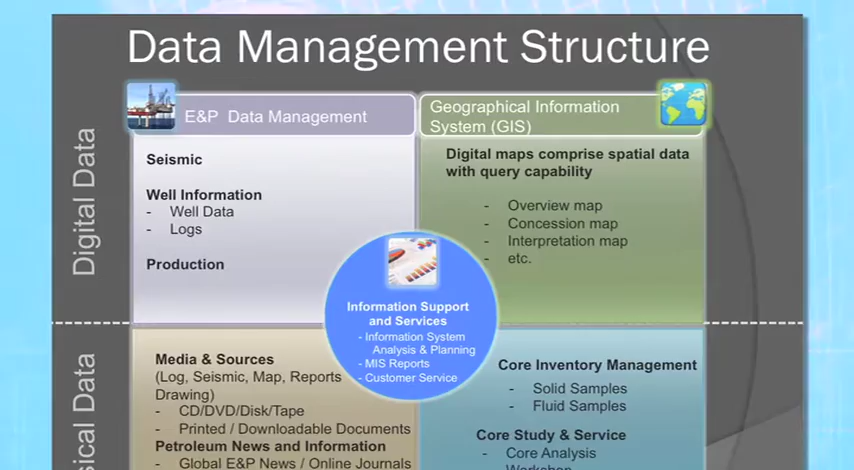 Data Management Structure
E&P Data Management
Geographical Information
System (GIS)
Digital Data
Seismic
Well Information
- Well Data
- Logs
Production
Digital maps comprise spatial data
with query capability
- Overview map
- Concession map
- Interpretation map
- etc.
Information Support
and Services
- Information System
Analysis & Planning
- MIS Reports
- Customer Service
Media & Sources
(Log, Seismic, Map, Reports
Drawing)
- CD/DVD/Disk/Tape
- Printed / Downloadable Documents
Petroleum News and Information
- Global E&P News / Online Journals
Core Inventory Management
- Solid Samples
- Fluid Samples
Core Study & Service
- Core Analysis
Data